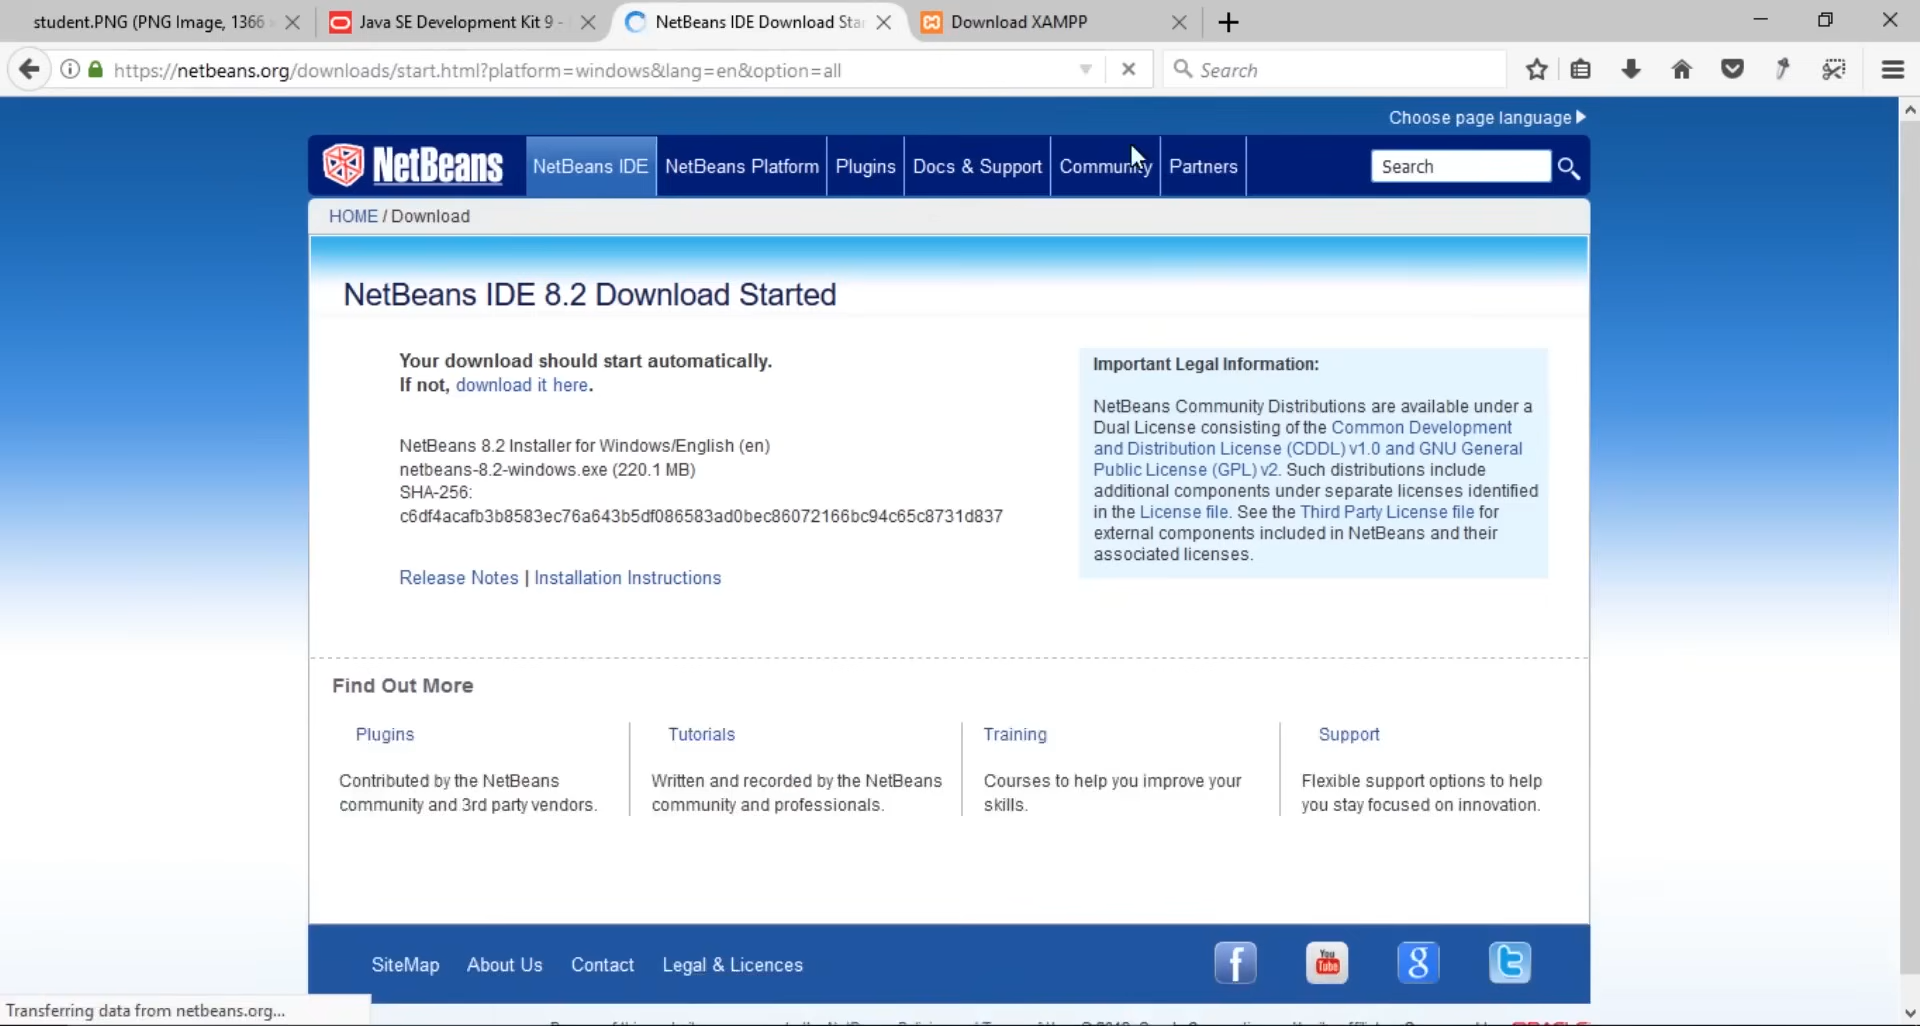 student.PNG (PNG Image, 1366
Java SE Development Kit 9 -
NetBeans IDE Download Star
Download XAMPP
https://netbeans.org/downloads/start.html?platform=windows&lang=en&option=all
Search
Choose page language
NetBeans
NetBeans IDE
NetBeans Platform
Plugins
Docs & Support
Community
Partners
Search
HOME / Download
NetBeans IDE 8.2 Download Started
Your download should start automatically.
If not, download it here.
NetBeans 8.2 Installer for Windows/English (en)
netbeans-8.2-windows.exe (220.1 MB)
SHA-256:
c6df4acafb3b8583ec76a643b5df086583ad0bec86072166bc94c65c8731d837
Release Notes | Installation Instructions
Important Legal Information:
NetBeans Community Distributions are available under a
Dual License consisting of the Common Development
and Distribution License (CDDL) v1.0 and GNU General
Public License (GPL) v2. Such distributions include
additional components under separate licenses identified
in the License file. See the Third Party License file for
external components included in NetBeans and their
associated licenses.
Find Out More
Plugins
Contributed by the NetBeans
community and 3rd party vendors.
Tutorials
Written and recorded by the NetBeans
community and professionals.
Training
Courses to help you improve your
skills.
Support
Flexible support options to help
you stay focused on innovation.
SiteMap
About Us
Contact
Legal & Licences
You
Tube
Transferring data from netbeans.org...